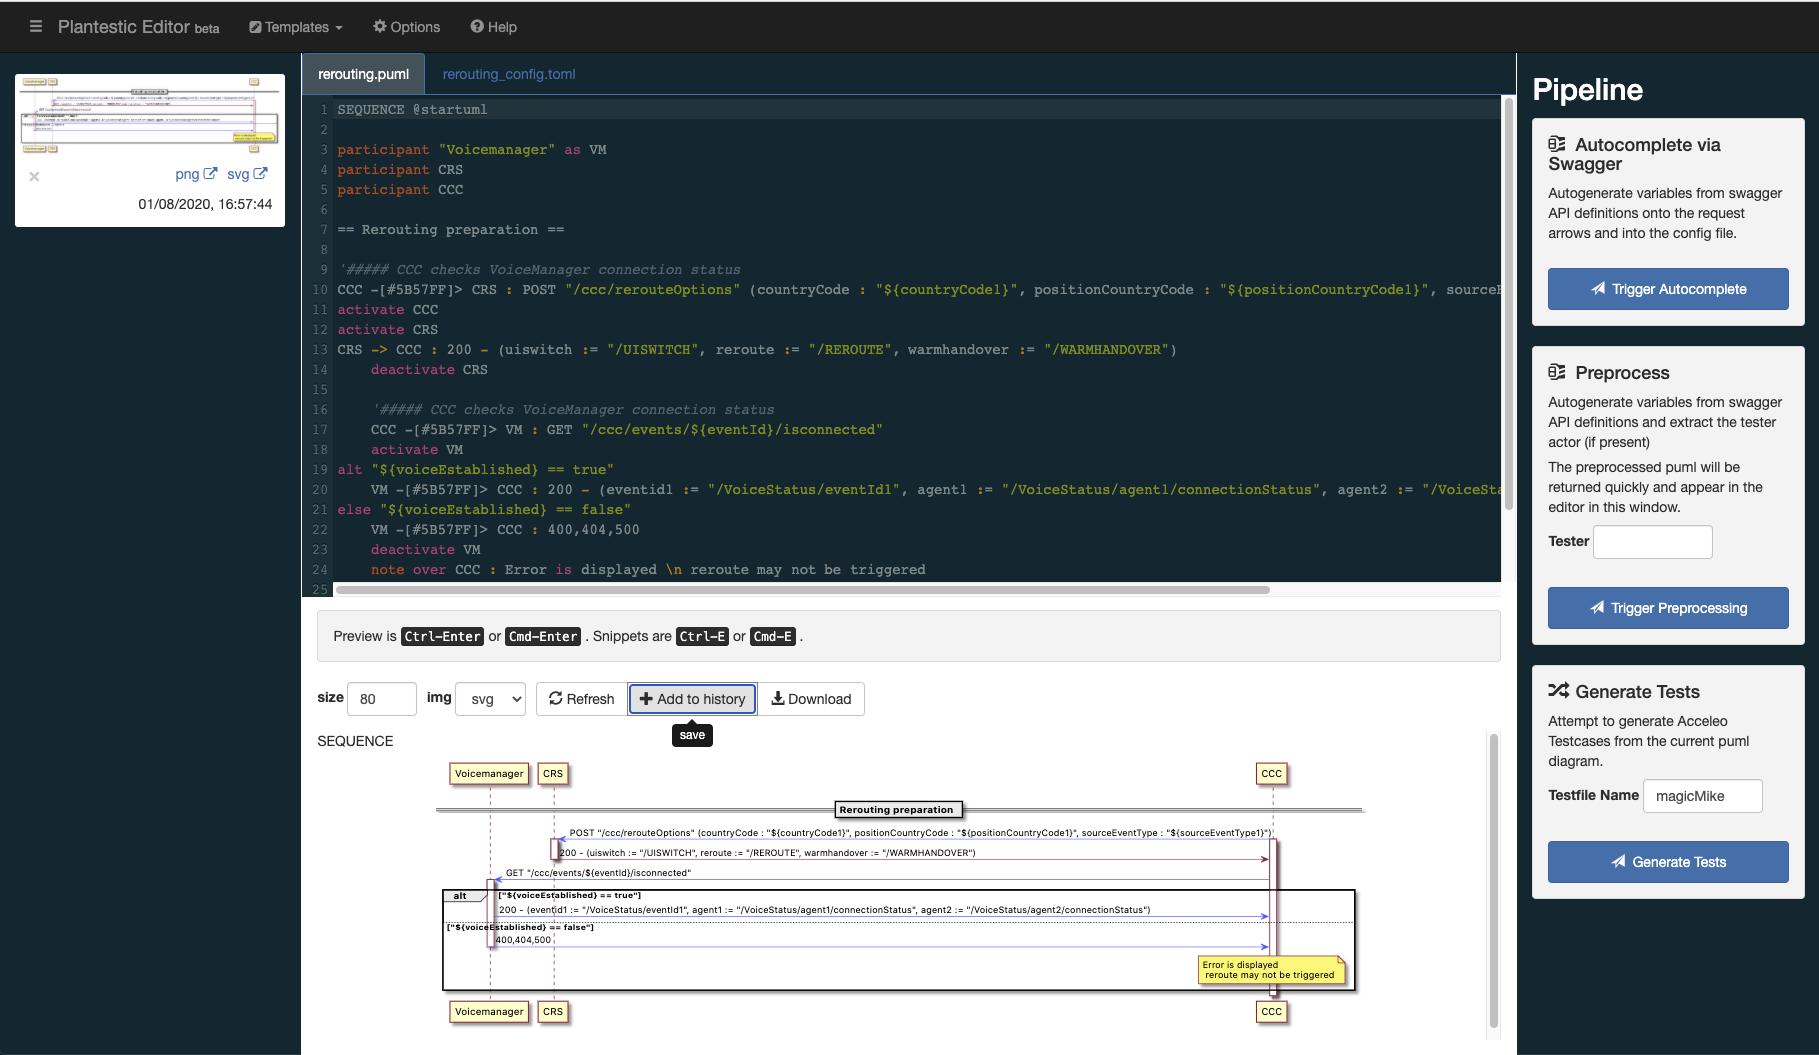 Plantestic Editor beta
Templates
Options
Help
png
svg
01/08/2020, 16:57:44
rerouting.puml
rerouting_config.toml
1 SEQUENCE @startuml
2
3 participant "Voicemanager" as VM
4 participant CRS
5 participant CCC
6
7 == Rerouting preparation ==
8
9 '##### CCC checks VoiceManager connection status
10 CCC -[#5B57FF]> CRS : POST "/ccc/rerouteOptions" (countryCode : "${countryCode1}", positionCountryCode : "${positionCountryCode1}", sourceE
11 activate CCC
12 activate CRS
13 CRS -> CCC : 200 - (uiswitch := "/UISWITCH", reroute := "/REROUTE", warmhandover := "/WARMHANDOVER")
14 deactivate CRS
15
16 '##### CCC checks VoiceManager connection status
17 CCC -[#5B57FF]> VM : GET "/ccc/events/${eventId}/isconnected"
18 activate VM
19 alt "${voiceEstablished} == true"
20 VM -[#5B57FF]> CCC : 200 - (eventid1 := "/VoiceStatus/eventId1", agent1 := "/VoiceStatus/agent1/connectionStatus", agent2 := "/VoiceSta
21 else "${voiceEstablished} == false"
22 VM -[#5B57FF]> CCC : 400,404,500
23 deactivate VM
24 note over CCC : Error is displayed \n reroute may not be triggered
25
Preview is Ctrl-Enter or Cmd-Enter . Snippets are Ctrl-E or Cmd-E .
size 80 img svg Refresh Add to history Download
save
SEQUENCE
Voicemanager CRS CCC
Rerouting preparation
POST "/ccc/rerouteOptions" (countryCode : "${countryCode1}", positionCountryCode : "${positionCountryCode1}", sourceEventType : "${sourceEventType1}")
200 - (uiswitch := "/UISWITCH", reroute := "/REROUTE", warmhandover := "/WARMHANDOVER")
GET "/ccc/events/${eventId}/isconnected"
alt ["${voiceEstablished} == true"]
200 - (eventid1 := "/VoiceStatus/eventId1", agent1 := "/VoiceStatus/agent1/connectionStatus", agent2 := "/VoiceStatus/agent2/connectionStatus")
["${voiceEstablished} == false"]
400,404,500
Error is displayed
reroute may not be triggered
Voicemanager CRS CCC
Pipeline
Autocomplete via
Swagger
Autogenerate variables from swagger
API definitions onto the request
arrows and into the config file.
Trigger Autocomplete
Preprocess
Autogenerate variables from swagger
API definitions and extract the tester
actor (if present)
The preprocessed puml will be
returned quickly and appear in the
editor in this window.
Tester
Trigger Preprocessing
Generate Tests
Attempt to generate Acceleo
Testcases from the current puml
diagram.
Testfile Name magicMike
Generate Tests